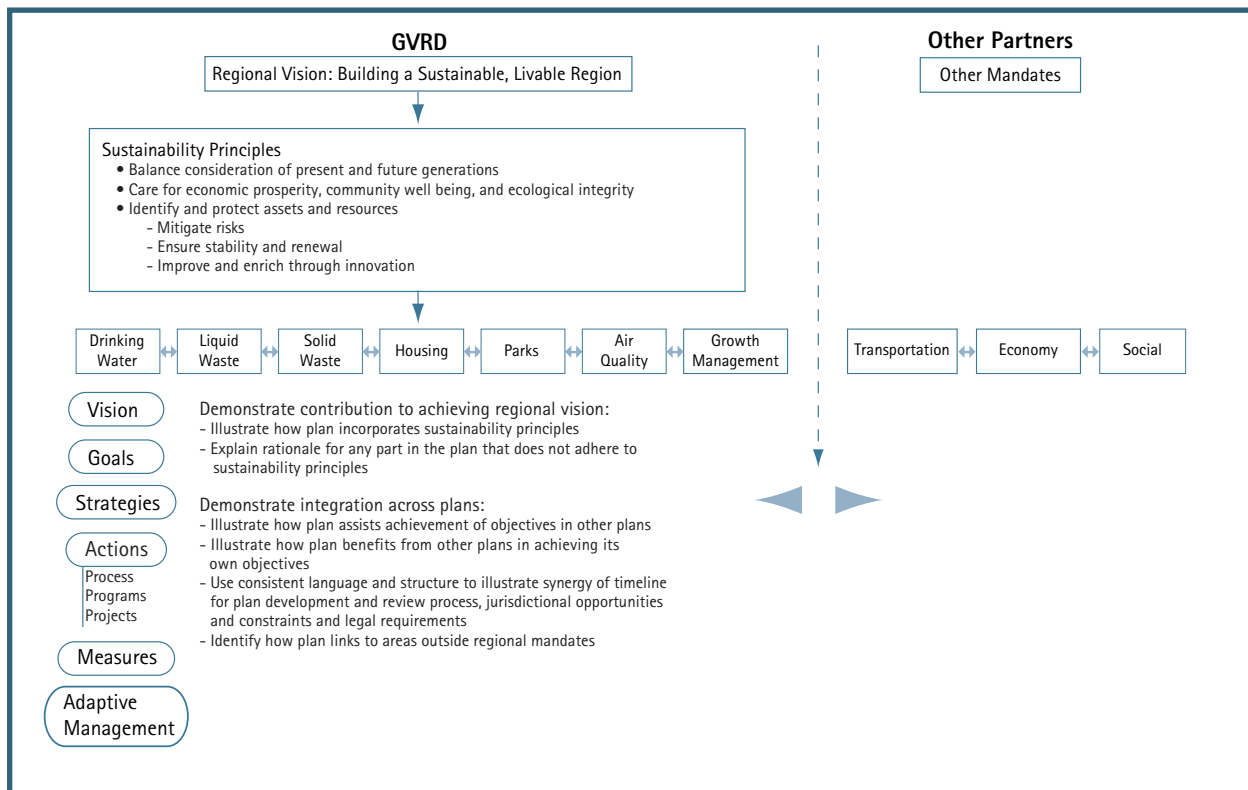 GVRD
Regional Vision: Building a Sustainable, Livable Region
Other Partners
Other Mandates
Sustainability Principles
• Balance consideration of present and future generations
• Care for economic prosperity, community well being, and ecological integrity
• Identify and protect assets and resources
- Mitigate risks
- Ensure stability and renewal
- Improve and enrich through innovation
Drinking
Water
Liquid
Waste
Solid
Waste
Housing
Parks
Air
Quality
Growth
Management
Transportation
Economy
Social
Vision
Goals
Strategies
Actions
Process
Programs
Projects
Measures
Adaptive
Management
Demonstrate contribution to achieving regional vision:
- Illustrate how plan incorporates sustainability principles
- Explain rationale for any part in the plan that does not adhere to
sustainability principles
Demonstrate integration across plans:
- Illustrate how plan assists achievement of objectives in other plans
- Illustrate how plan benefits from other plans in achieving its
own objectives
- Use consistent language and structure to illustrate synergy of timeline
for plan development and review process, jurisdictional opportunities
and constraints and legal requirements
- Identify how plan links to areas outside regional mandates